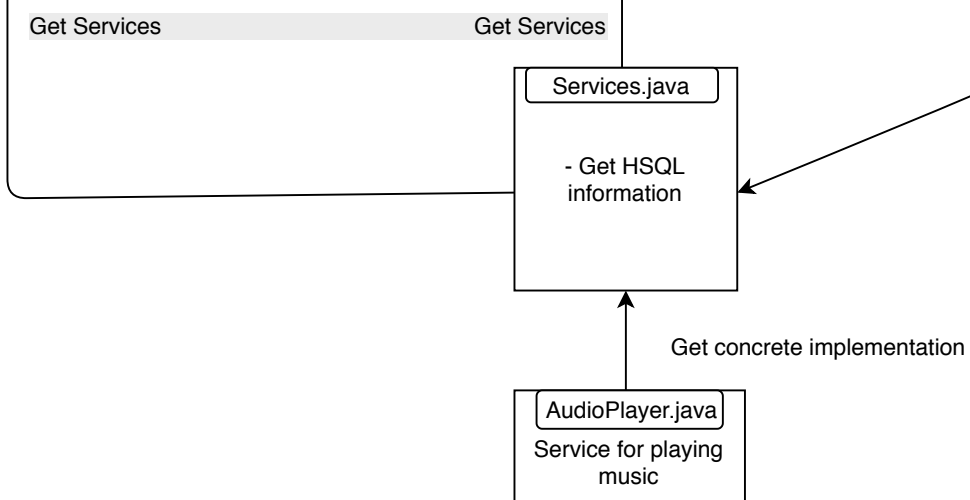 Get Services
Get Services
Services.java
- Get HSQL
information
Get concrete implementation
AudioPlayer.java
Service for playing
music